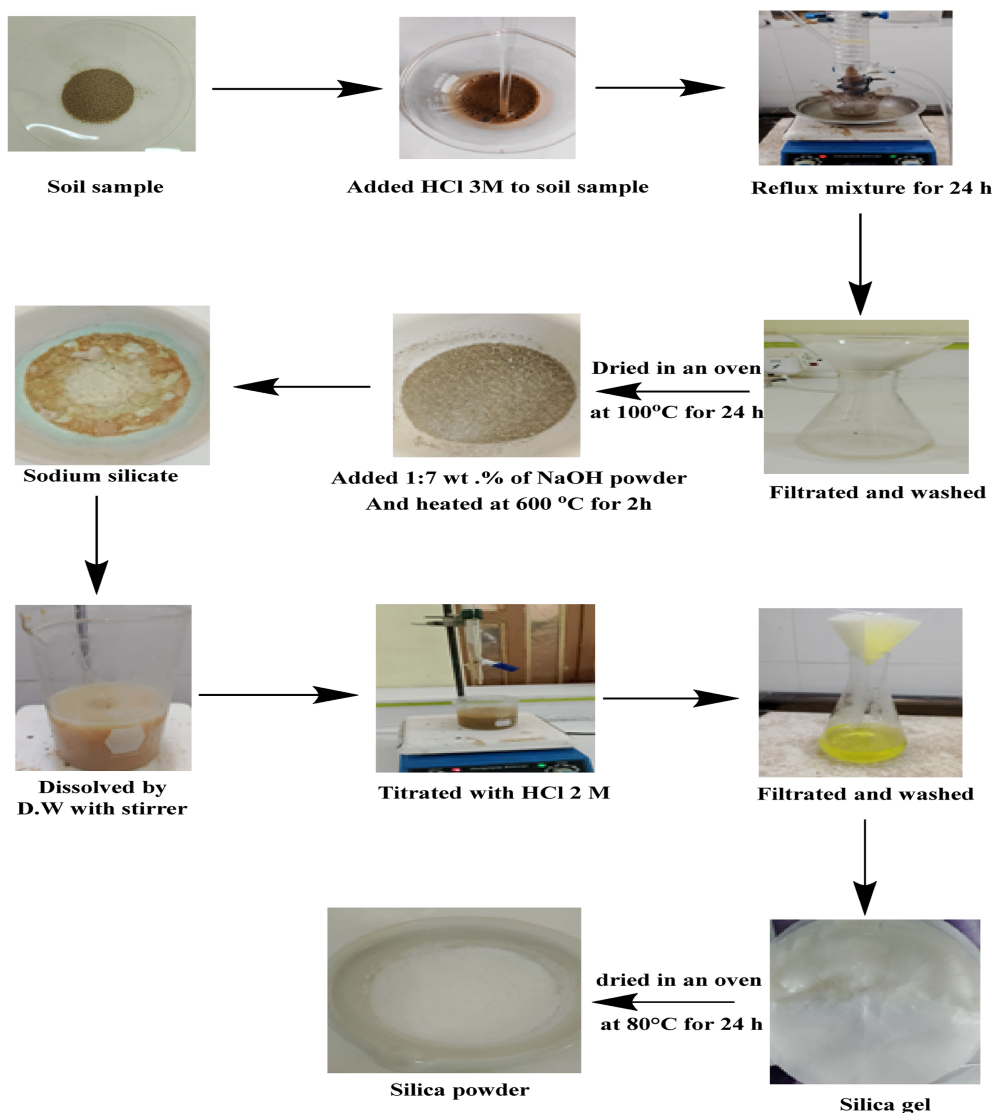 Soil sample
Added HCl 3M to soil sample
Reflux mixture for 24 h
Dried in an oven
at 100°C for 24 h
Sodium silicate
Added 1:7 wt .% of NaOH powder
And heated at 600 °C for 2h
Filtrated and washed
Dissolved by
D.W with stirrer
Titrated with HCl 2 M
Filtrated and washed
dried in an oven
at 80°C for 24 h
Silica powder
Silica gel